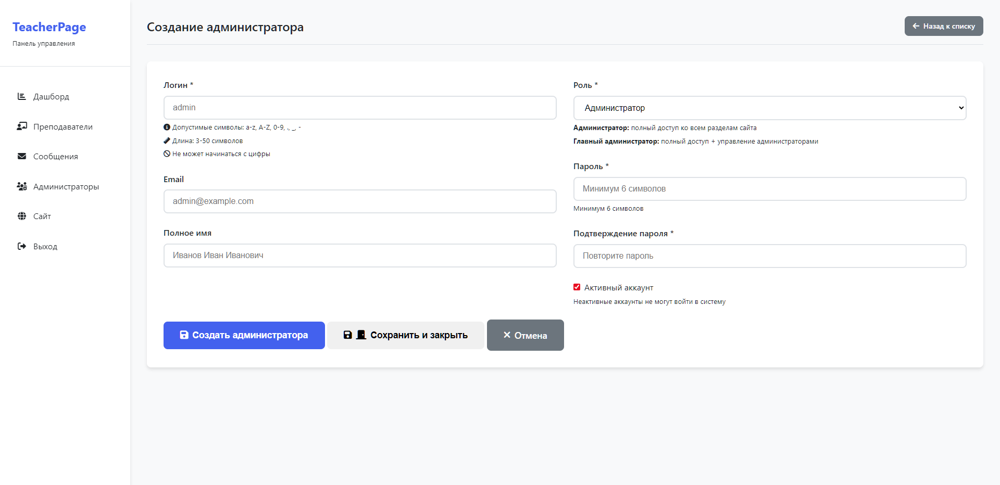 TeacherPage
Панель управления
Дашборд
Преподаватели
Сообщения
Администраторы
Сайт
Выход
Создание администратора
Назад к списку
Логин *
admin
Допустимые символы: a-z, A-Z, 0-9, ., _, -
Длина: 3-50 символов
Не может начинаться с цифры
Email
admin@example.com
Полное имя
Иванов Иван Иванович
Роль *
Администратор
Администратор: полный доступ ко всем разделам сайта
Главный администратор: полный доступ + управление администраторами
Пароль *
Минимум 6 символов
Минимум 6 символов
Подтверждение пароля *
Повторите пароль
Активный аккаунт
Неактивные аккаунты не могут войти в систему
Создать администратора
Сохранить и закрыть
Отмена